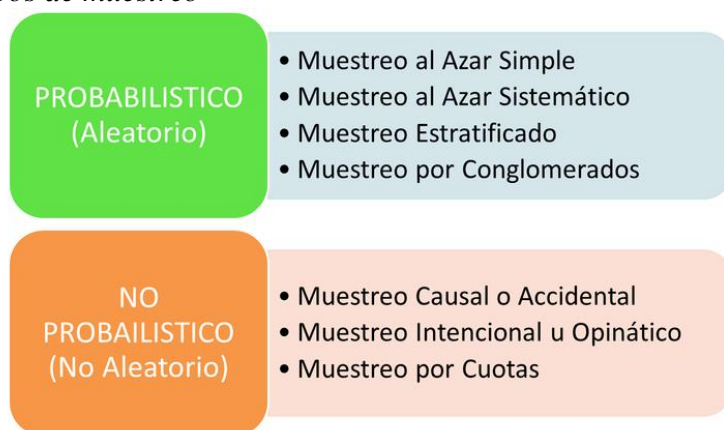 de muestreo
PROBABILISTICO
(Aleatorio)
• Muestreo al Azar Simple
• Muestreo al Azar Sistemático
• Muestreo Estratificado
• Muestreo por Conglomerados
NO
PROBAILISTICO
(No Aleatorio)
• Muestreo Causal o Accidental
• Muestreo Intencional u Opinático
• Muestreo por Cuotas